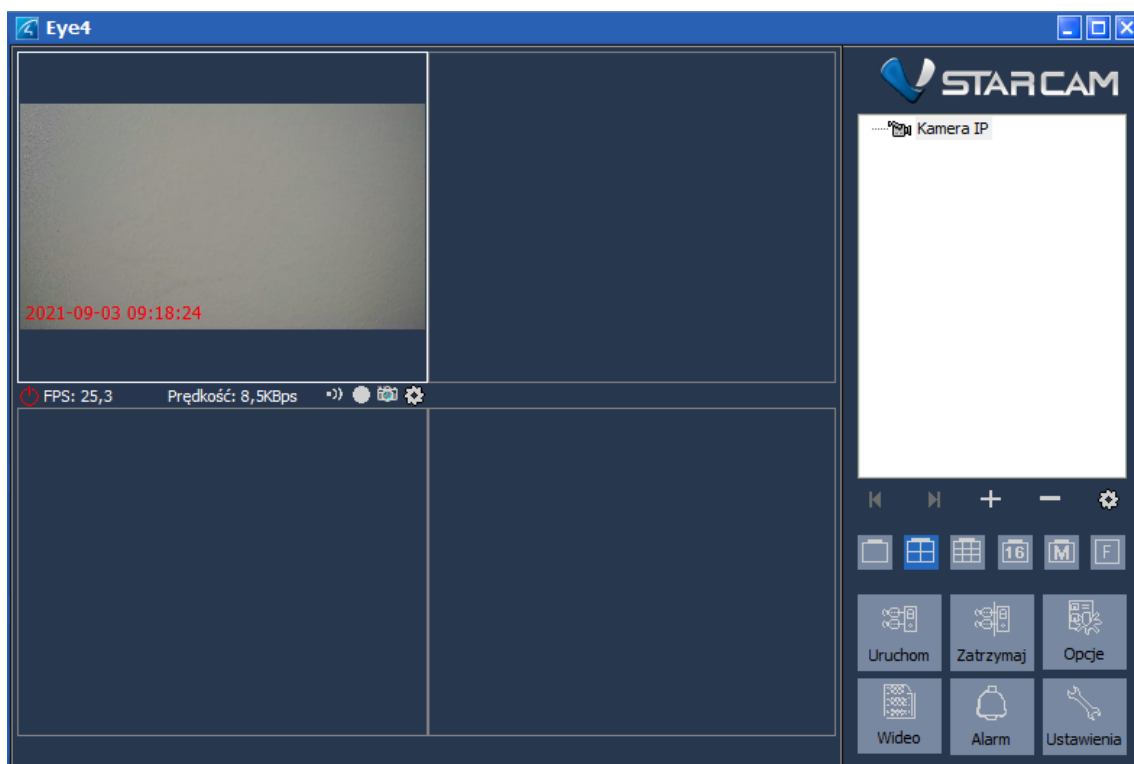 Eye4
STARCAM
Kamera IP
2021-09-03 09:18:24
FPS: 25,3 Prędkość: 8,5KBps
16 M F
Uruchom Zatrzymaj Opcje
Wideo Alarm Ustawienia